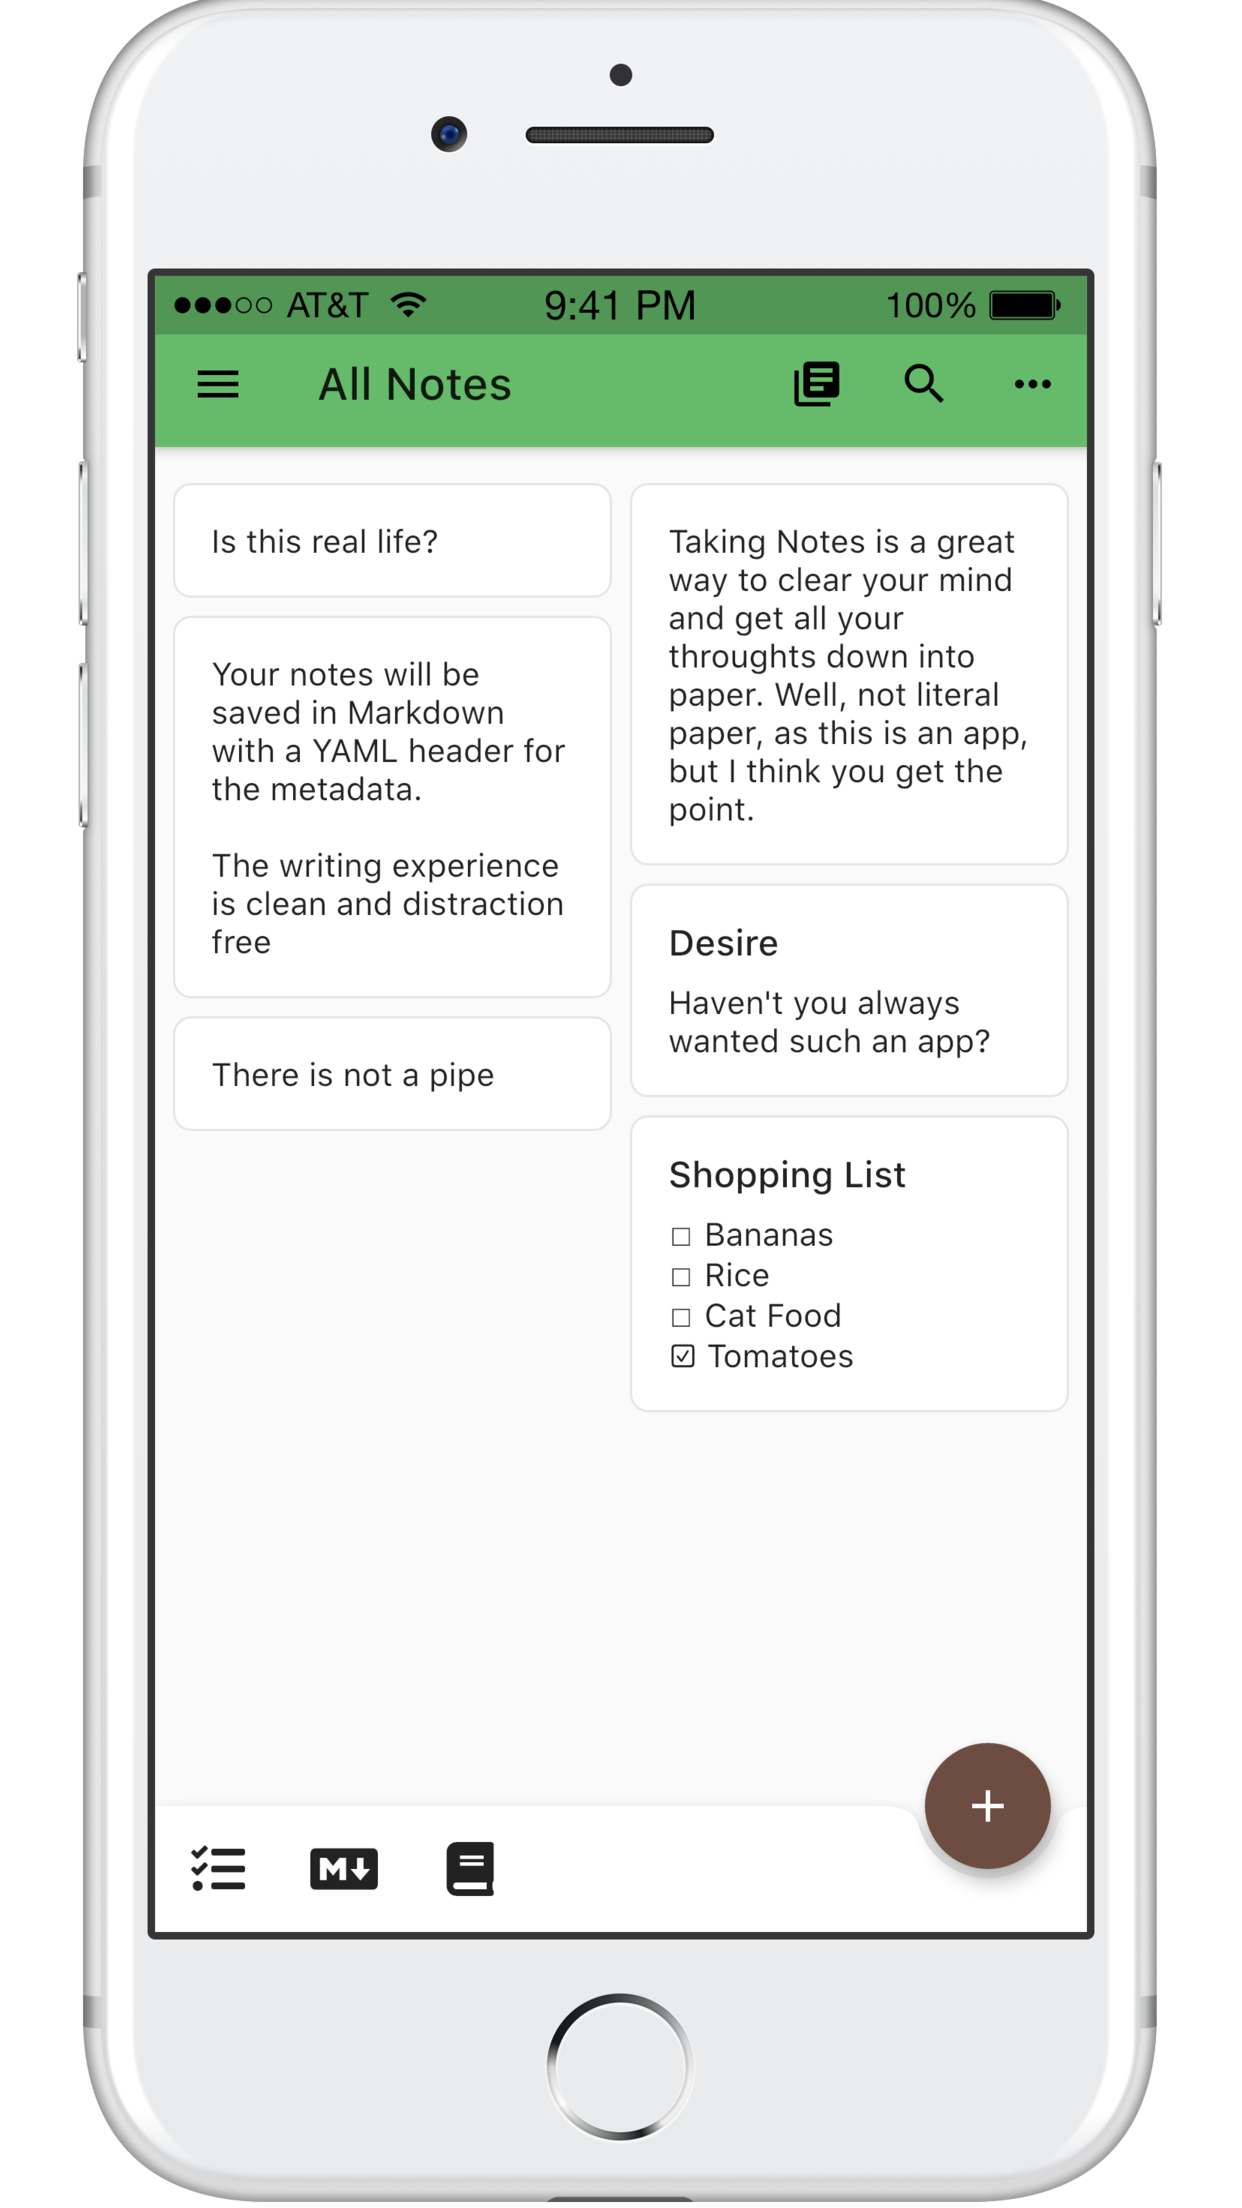 AT&T 9:41 PM 100%
All Notes
Is this real life?
Your notes will be
saved in Markdown
with a YAML header for
the metadata.
The writing experience
is clean and distraction
free
There is not a pipe
Taking Notes is a great
way to clear your mind
and get all your
throughts down into
paper. Well, not literal
paper, as this is an app,
but I think you get the
point.
Desire
Haven't you always
wanted such an app?
Shopping List
☐ Bananas
☐ Rice
☐ Cat Food
☑ Tomatoes
M